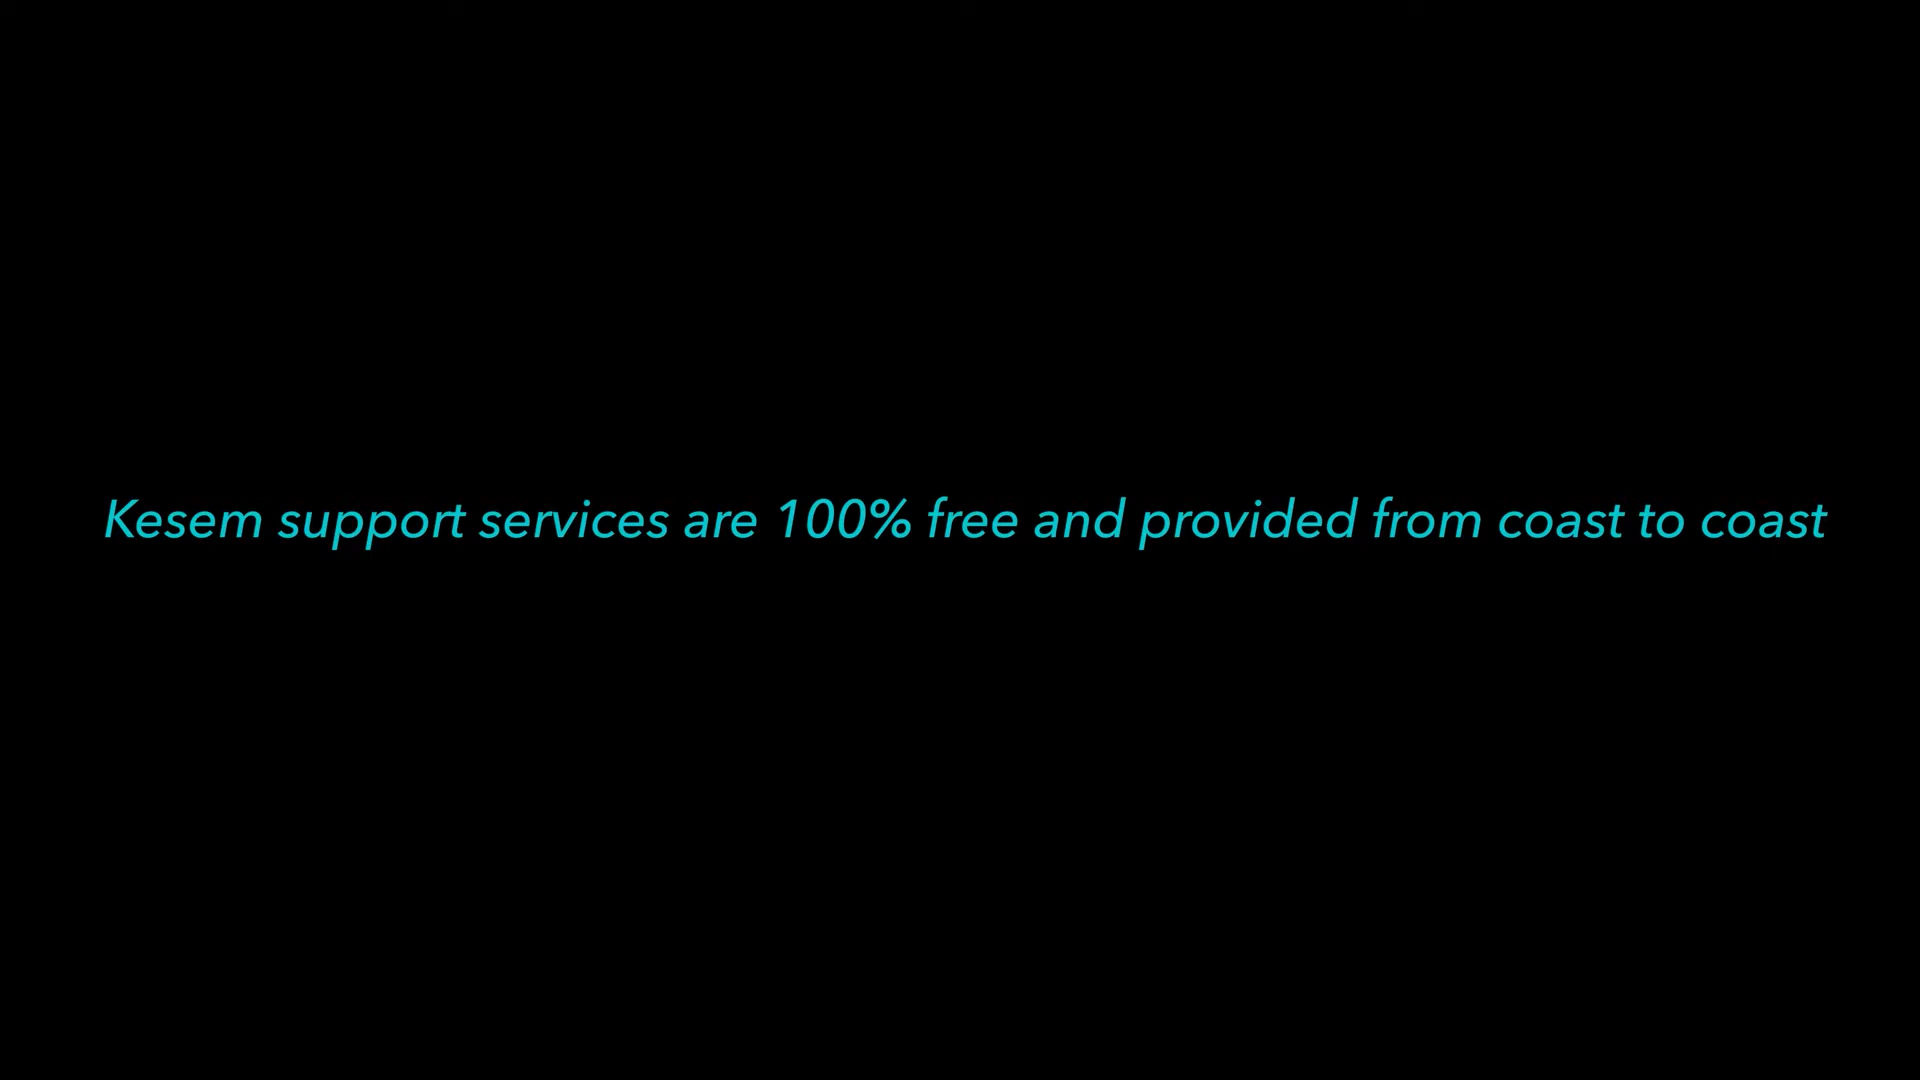 Kesem support services are 100% free and provided from coast to coast